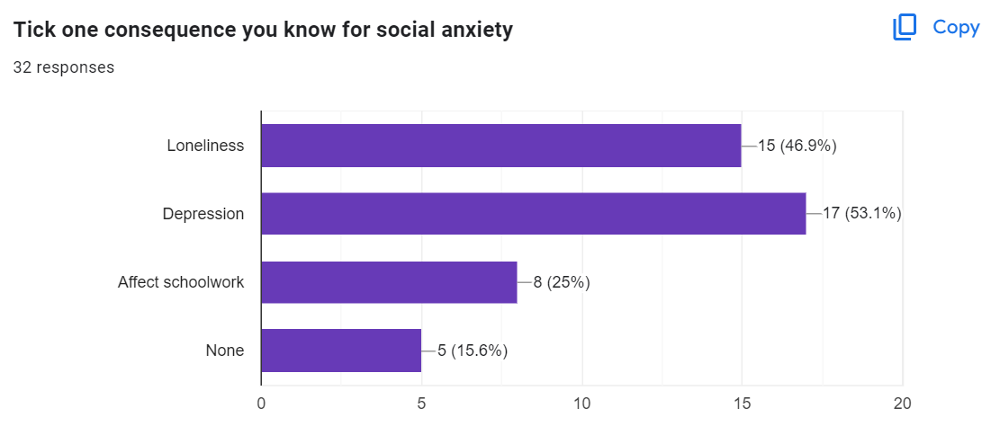 Tick one consequence you know for social anxiety
Copy
32 responses
Loneliness 15 (46.9%)
Depression 17 (53.1%)
Affect schoolwork 8 (25%)
None 5 (15.6%)
0 5 10 15 20